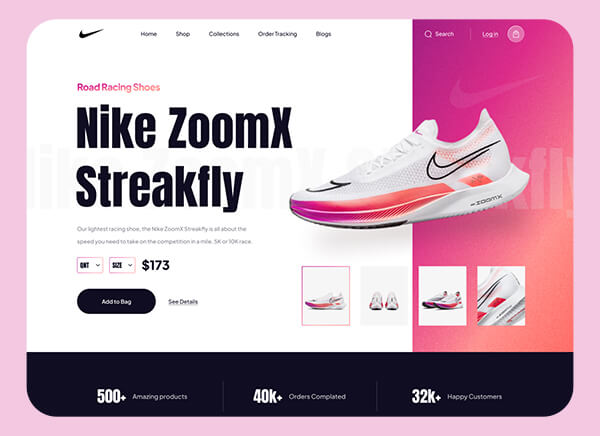 Home Shop Collections Order Tracking Blogs Search Log in
Road Racing Shoes
Nike ZoomX
Streakfly
Nike ZoomX Streakfly
ZOOMX
Our lightest racing shoe, the Nike ZoomX Streakfly is all about the
speed you need to take on the competition in a mile. 5K or 10K race.
QNT SIZE $173
Add to Bag See Details
500+ Amazing products 40k+ Orders Complated 32k+ Happy Customers